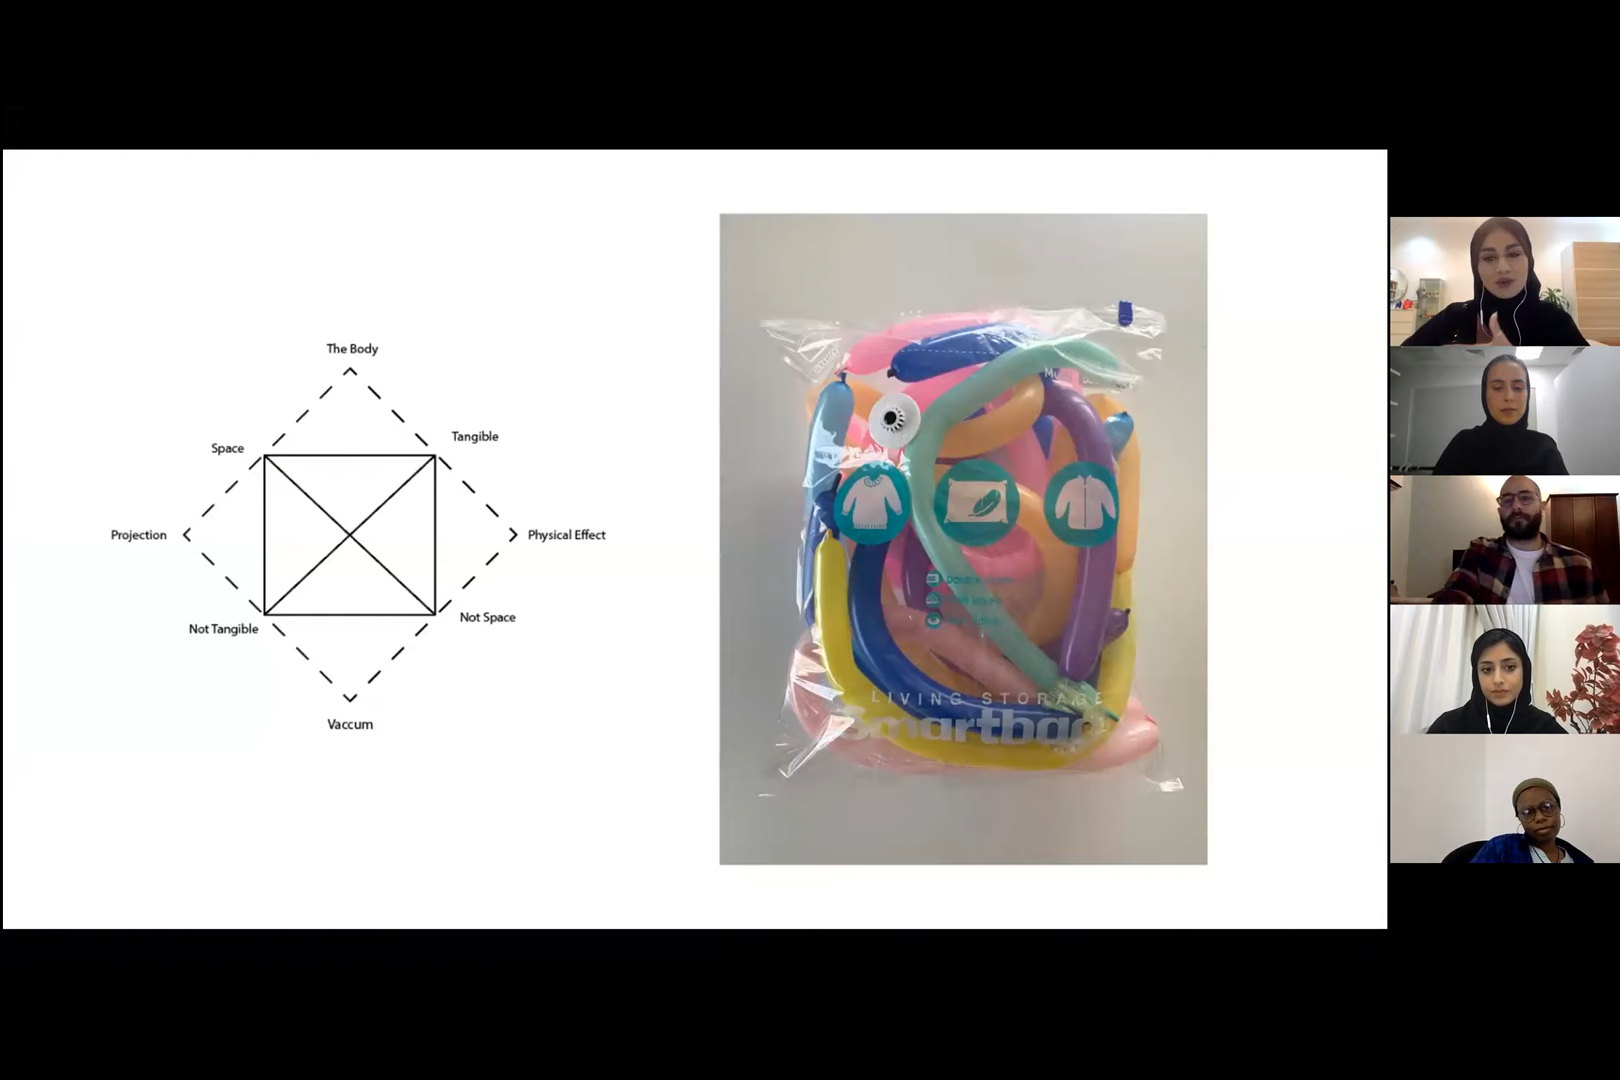 The Body
Space
Tangible
Projection
Physical Effect
Not Tangible
Not Space
Vaccum
LIVING STORAGE
Smartbag